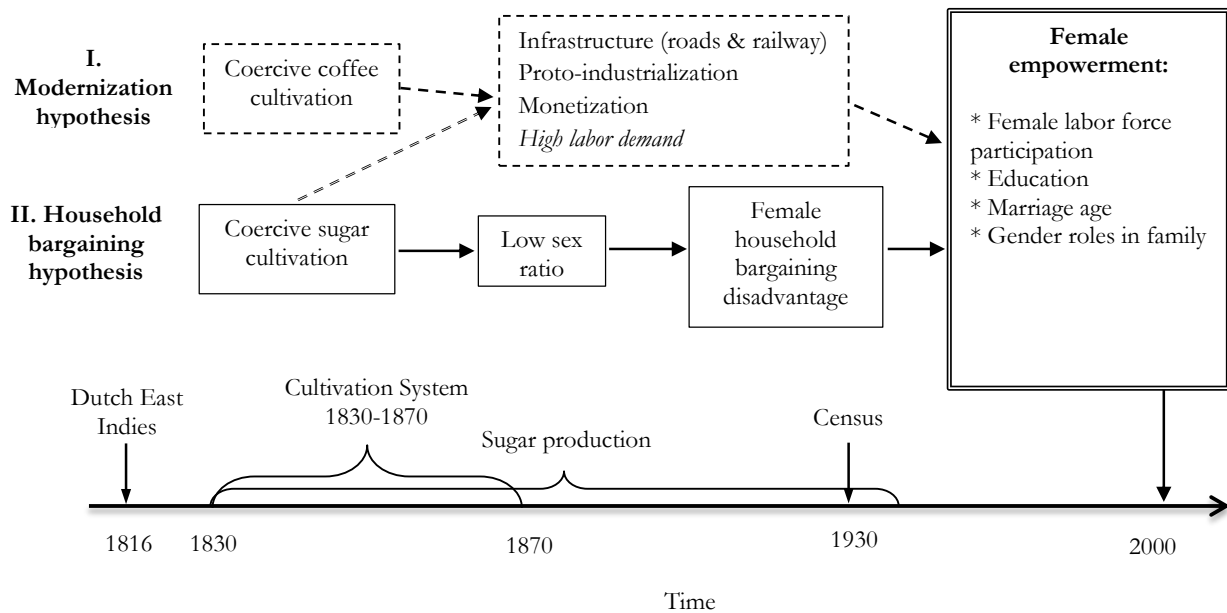 I.
Modernization
hypothesis
Coercive coffee
cultivation
Infrastructure (roads & railway)
Proto-industrialization
Monetization
High labor demand
Female
empowerment:
* Female labor force
participation
* Education
* Marriage age
* Gender roles in family
II. Household
bargaining
hypothesis
Coercive sugar
cultivation
Low sex
ratio
Female
household
bargaining
disadvantage
Dutch East
Indies
Cultivation System
1830-1870
Sugar production
Census
1816
1830
1870
1930
2000
Time